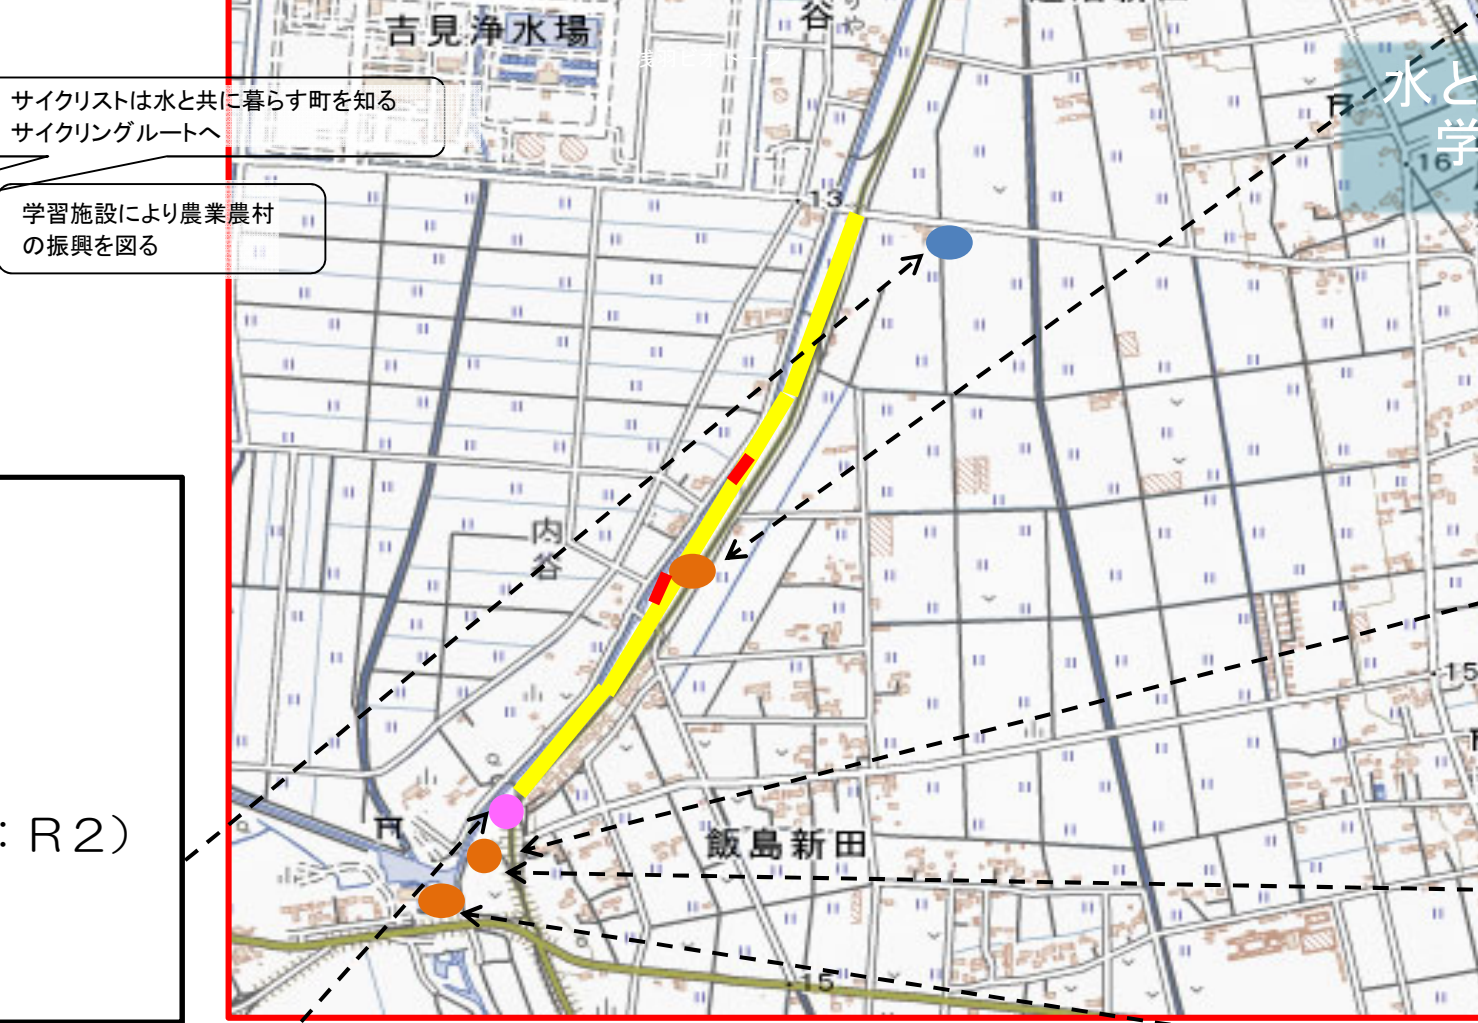 吉見浄水場
谷
サイクリストは水と共に暮らす町を知る
サイクリングルートへ
水と
学
16
13
学習施設により農業農村
の振興を図る
内谷
15
：Ｒ２）
飯島新田
15